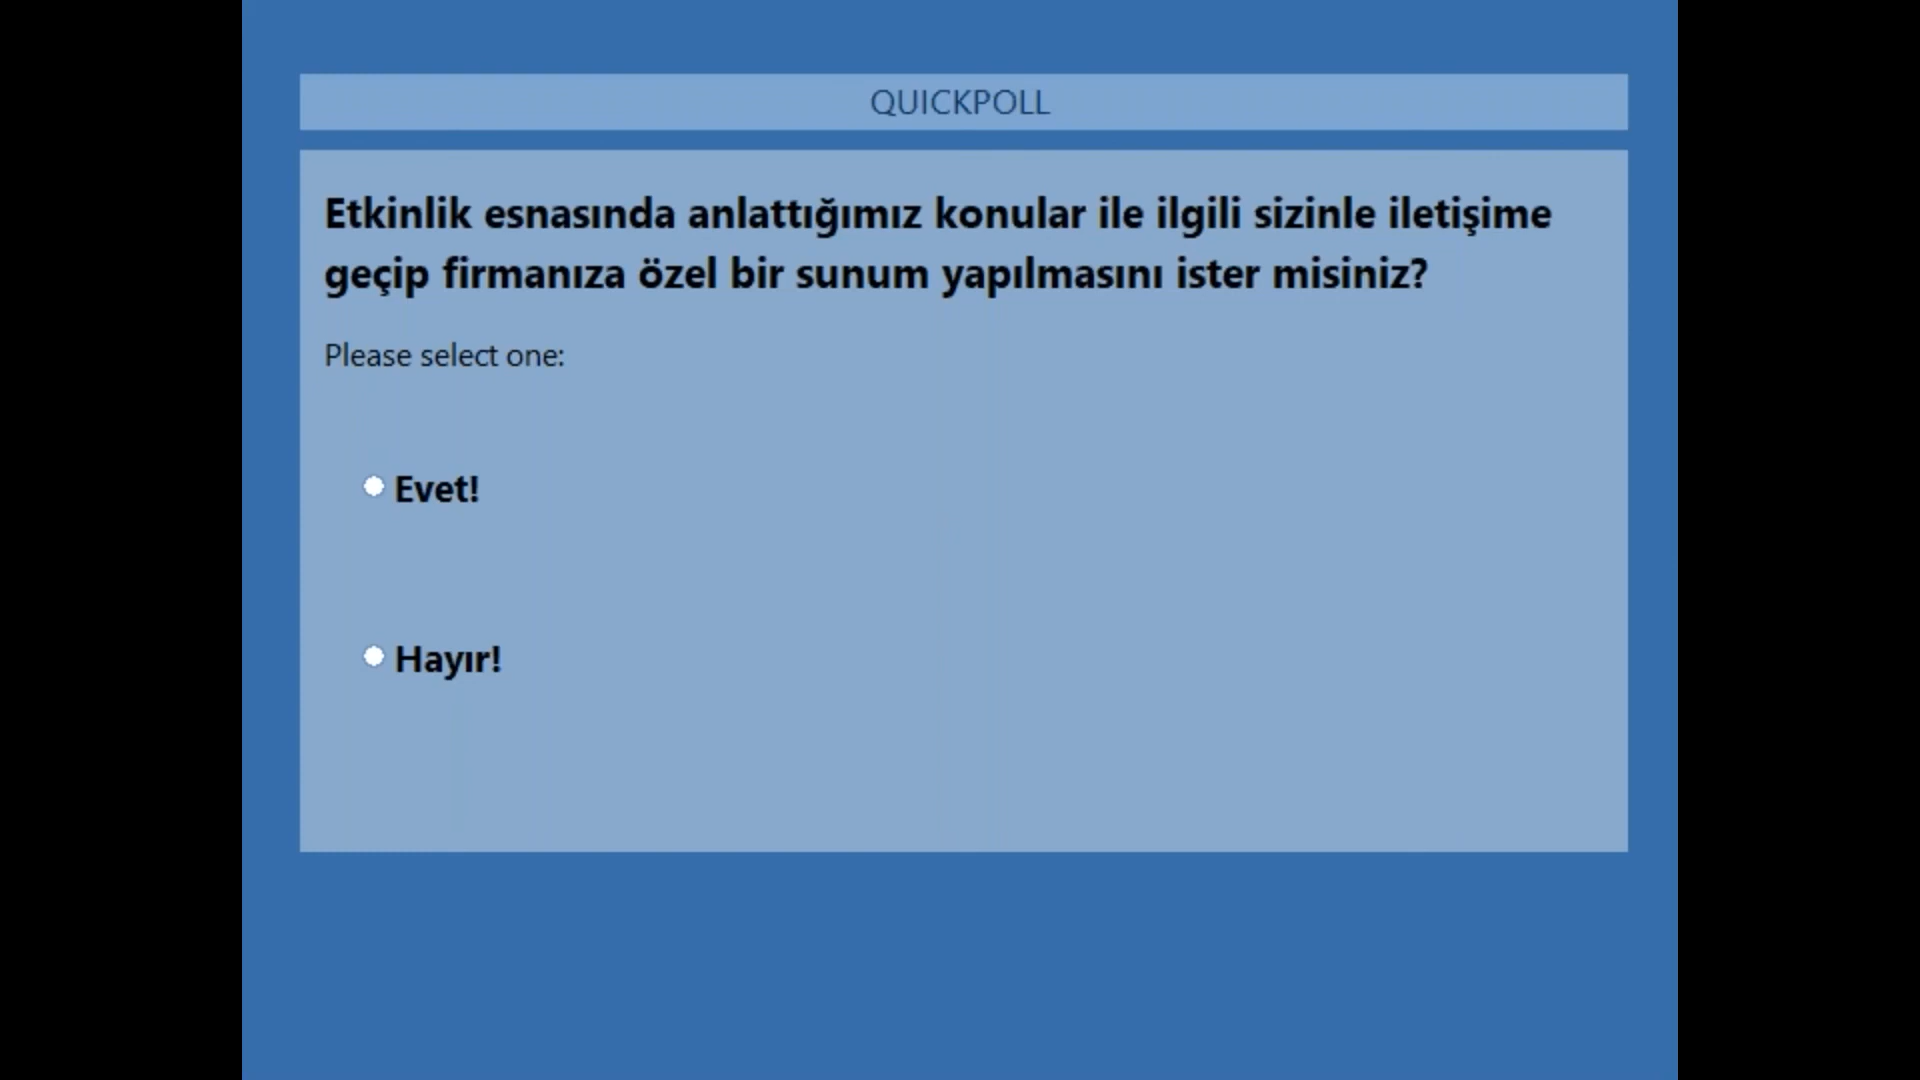 QUICKPOLL
Etkinlik esnasında anlattığımız konular ile ilgili sizinle iletişime
geçip firmanıza özel bir sunum yapılmasını ister misiniz?
Please select one:
Evet!
Hayır!